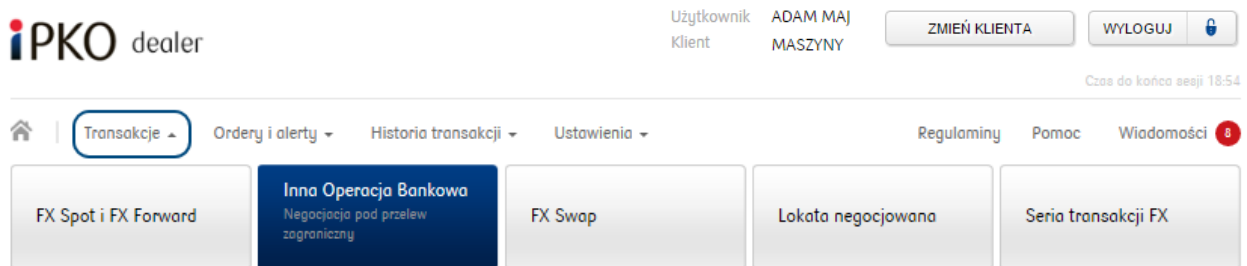 iPKO dealer
Użytkownik ADAM MAJ
Klient MASZYNY
ZMIEŃ KLIENTA
WYLOGUJ
Czas do końca sesji 18:54
Transakcje
Ordery i alerty
Historia transakcji
Ustawienia
Regulaminy
Pomoc
Wiadomości 8
FX Spot i FX Forward
Inna Operacja Bankowa
Negocjacja pod przelew
zagraniczny
FX Swap
Lokata negocjowana
Seria transakcji FX